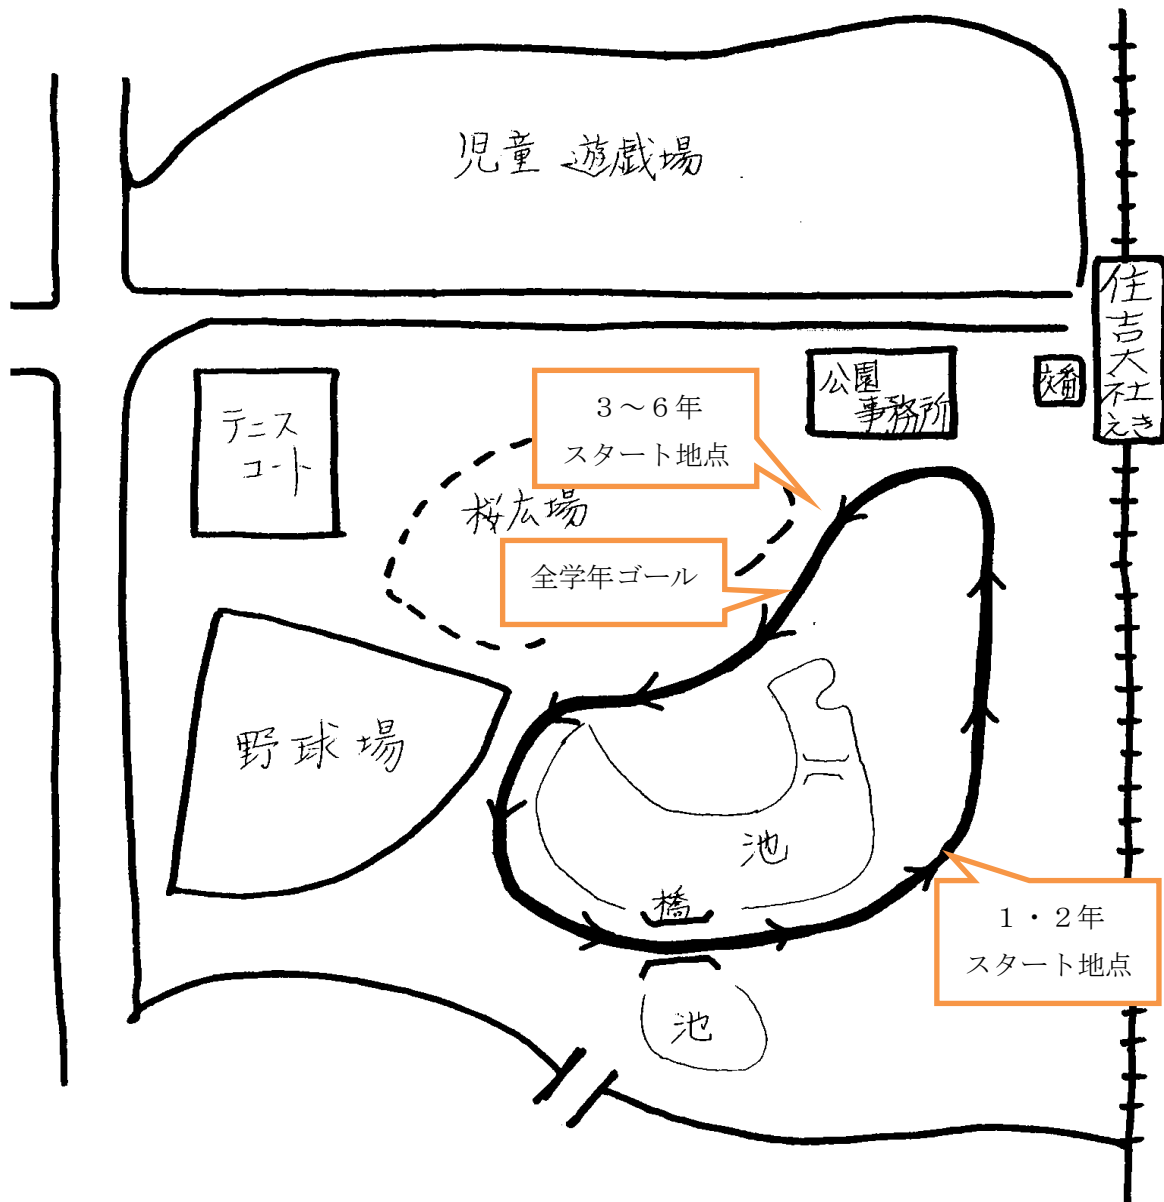 児童 遊戯場
住吉大社えき
交番
公園
事務所
テニス
コート
3〜6年
スタート地点
桜広場
全学年ゴール
野球場
池
橋
1・2年
スタート地点
池